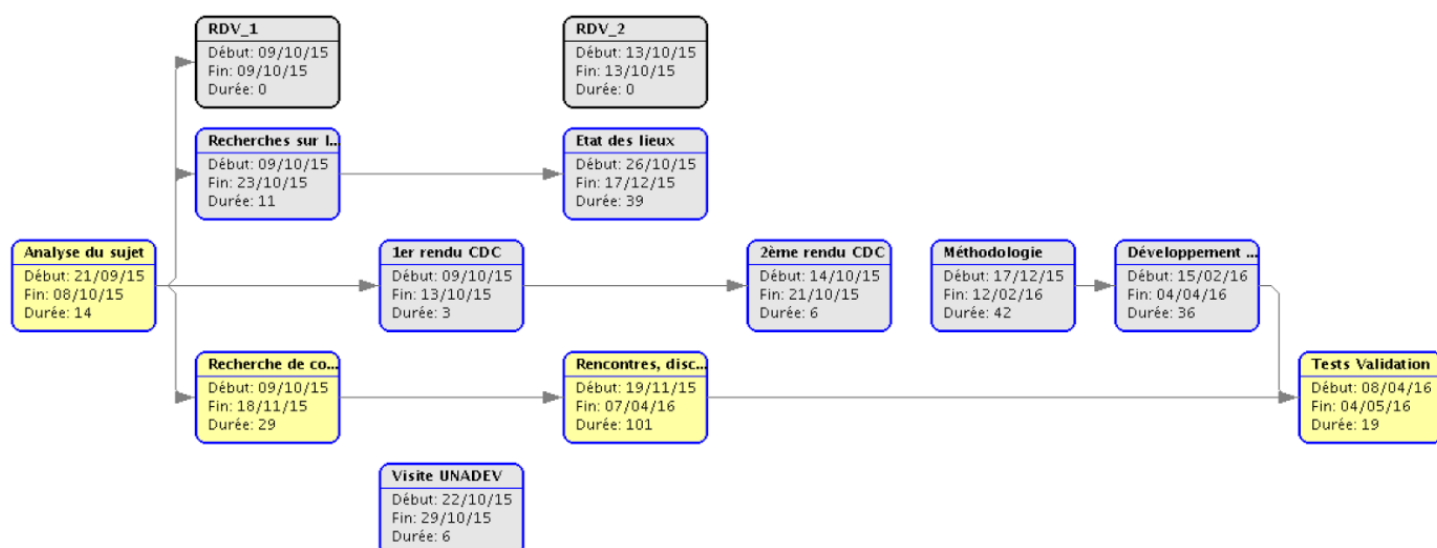 RDV_1
Début: 09/10/15
Fin: 09/10/15
Durée: 0
RDV_2
Début: 13/10/15
Fin: 13/10/15
Durée: 0
Recherches sur l...
Début: 09/10/15
Fin: 23/10/15
Durée: 11
Etat des lieux
Début: 26/10/15
Fin: 17/12/15
Durée: 39
Analyse du sujet
Début: 21/09/15
Fin: 08/10/15
Durée: 14
1er rendu CDC
Début: 09/10/15
Fin: 13/10/15
Durée: 3
2ème rendu CDC
Début: 14/10/15
Fin: 21/10/15
Durée: 6
Méthodologie
Début: 17/12/15
Fin: 12/02/16
Durée: 42
Développement ...
Début: 15/02/16
Fin: 04/04/16
Durée: 36
Recherche de co...
Début: 09/10/15
Fin: 18/11/15
Durée: 29
Rencontres, disc...
Début: 19/11/15
Fin: 07/04/16
Durée: 101
Tests Validation
Début: 08/04/16
Fin: 04/05/16
Durée: 19
Visite UNADEV
Début: 22/10/15
Fin: 29/10/15
Durée: 6